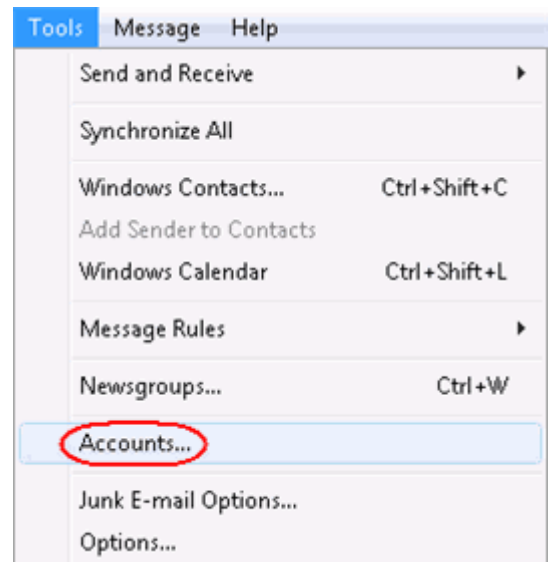 Tools Message Help
Send and Receive
Synchronize All
Windows Contacts... Ctrl+Shift+C
Add Sender to Contacts
Windows Calendar Ctrl+Shift+L
Message Rules
Newsgroups... Ctrl+W
Accounts...
Junk E-mail Options...
Options...